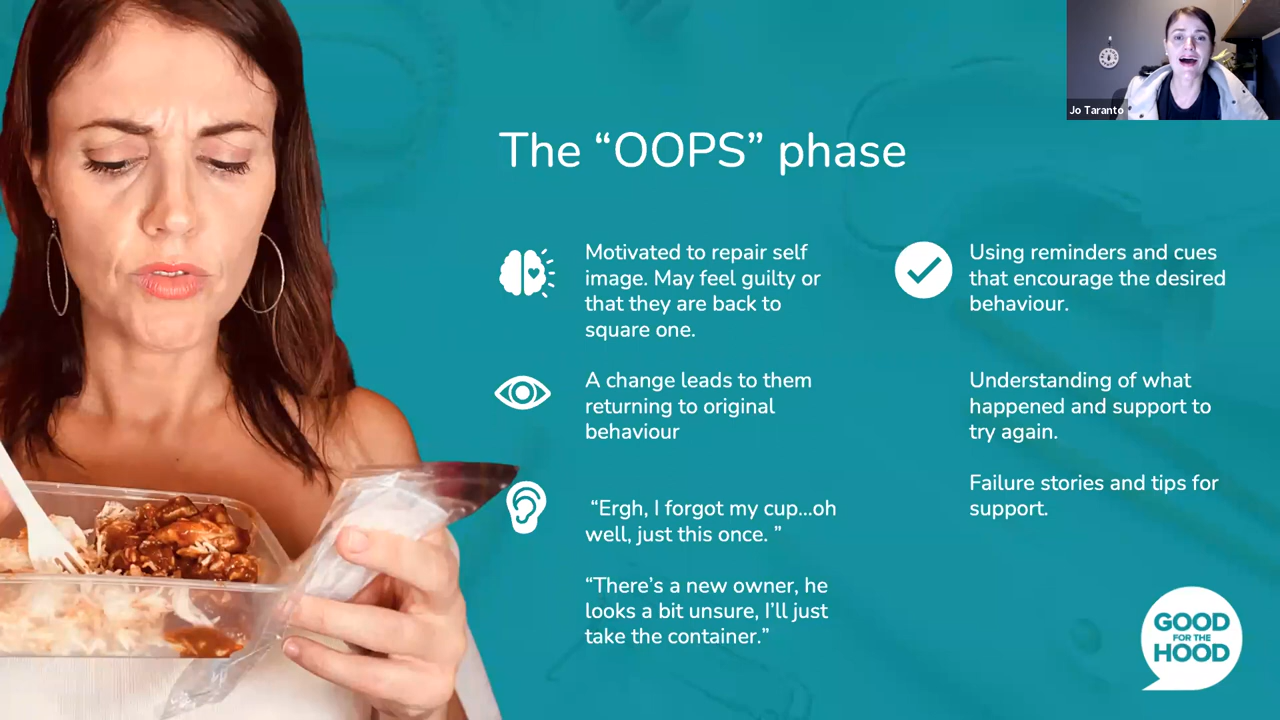 Jo Taranto
The “OOPS” phase
Motivated to repair self
image. May feel guilty or
that they are back to
square one.
A change leads to them
returning to original
behaviour
“Ergh, I forgot my cup...oh
well, just this once. ”
“There’s a new owner, he
looks a bit unsure, I’ll just
take the container.”
Using reminders and cues
that encourage the desired
behaviour.
Understanding of what
happened and support to
try again.
Failure stories and tips for
support.
GOOD
FOR THE
HOOD